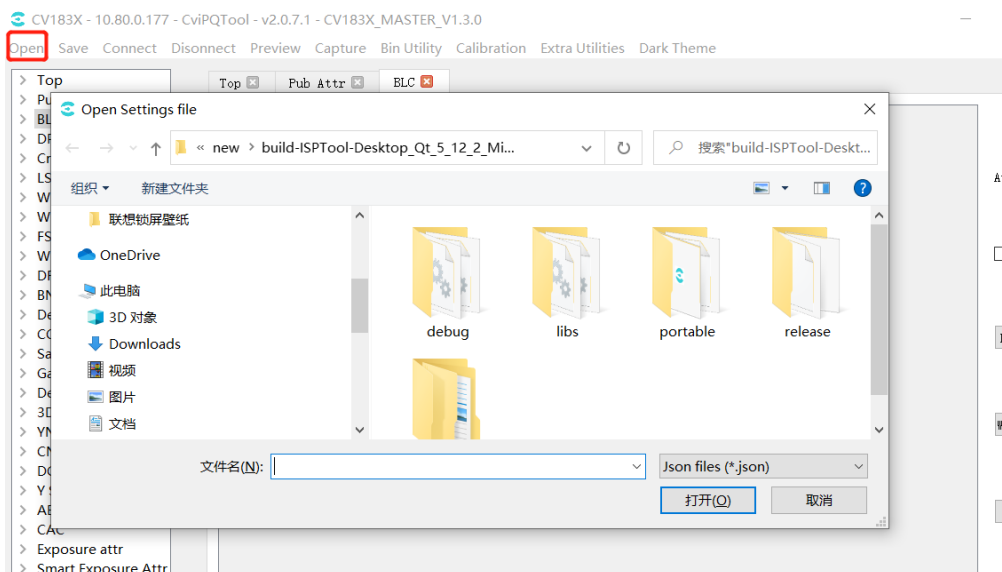 CV183X - 10.80.0.177 - CviPQTool - v2.0.7.1 - CV183X_MASTER_V1.3.0
Open Save Connect Disonnect Preview Capture Bin Utility Calibration Extra Utilities Dark Theme
Top
Top Pub Attr BLC
Open Settings file
« new > build-ISPTool-Desktop_Qt_5_12_2_Mi...
搜索"build-ISPTool-Deskt...
组织 新建文件夹
联想锁屏壁纸
OneDrive
此电脑
3D 对象
Downloads
视频
图片
文档
debug libs portable release
文件名(N): Json files (*.json)
打开(O) 取消
CAC
Exposure attr
Smart Exposure Attr